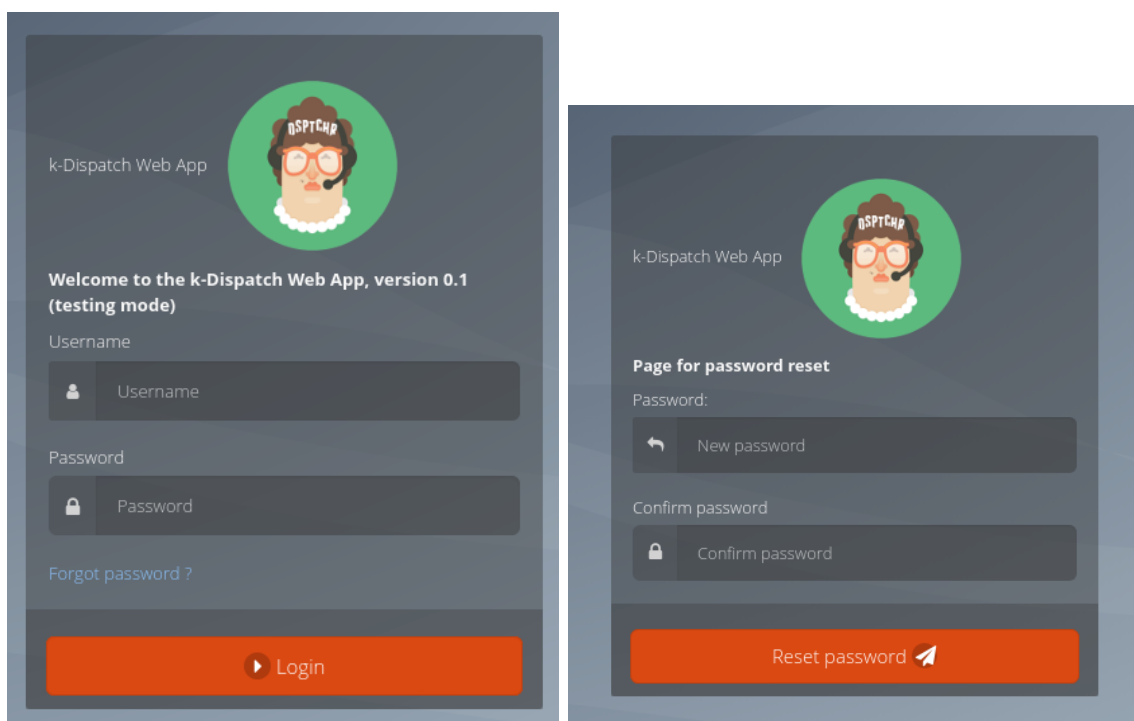 k-Dispatch Web App
DSPTCHR
Welcome to the k-Dispatch Web App, version 0.1
(testing mode)
Username
Username
Password
Password
Forgot password ?
Login
k-Dispatch Web App
DSPTCHR
Page for password reset
Password:
New password
Confirm password
Confirm password
Reset password